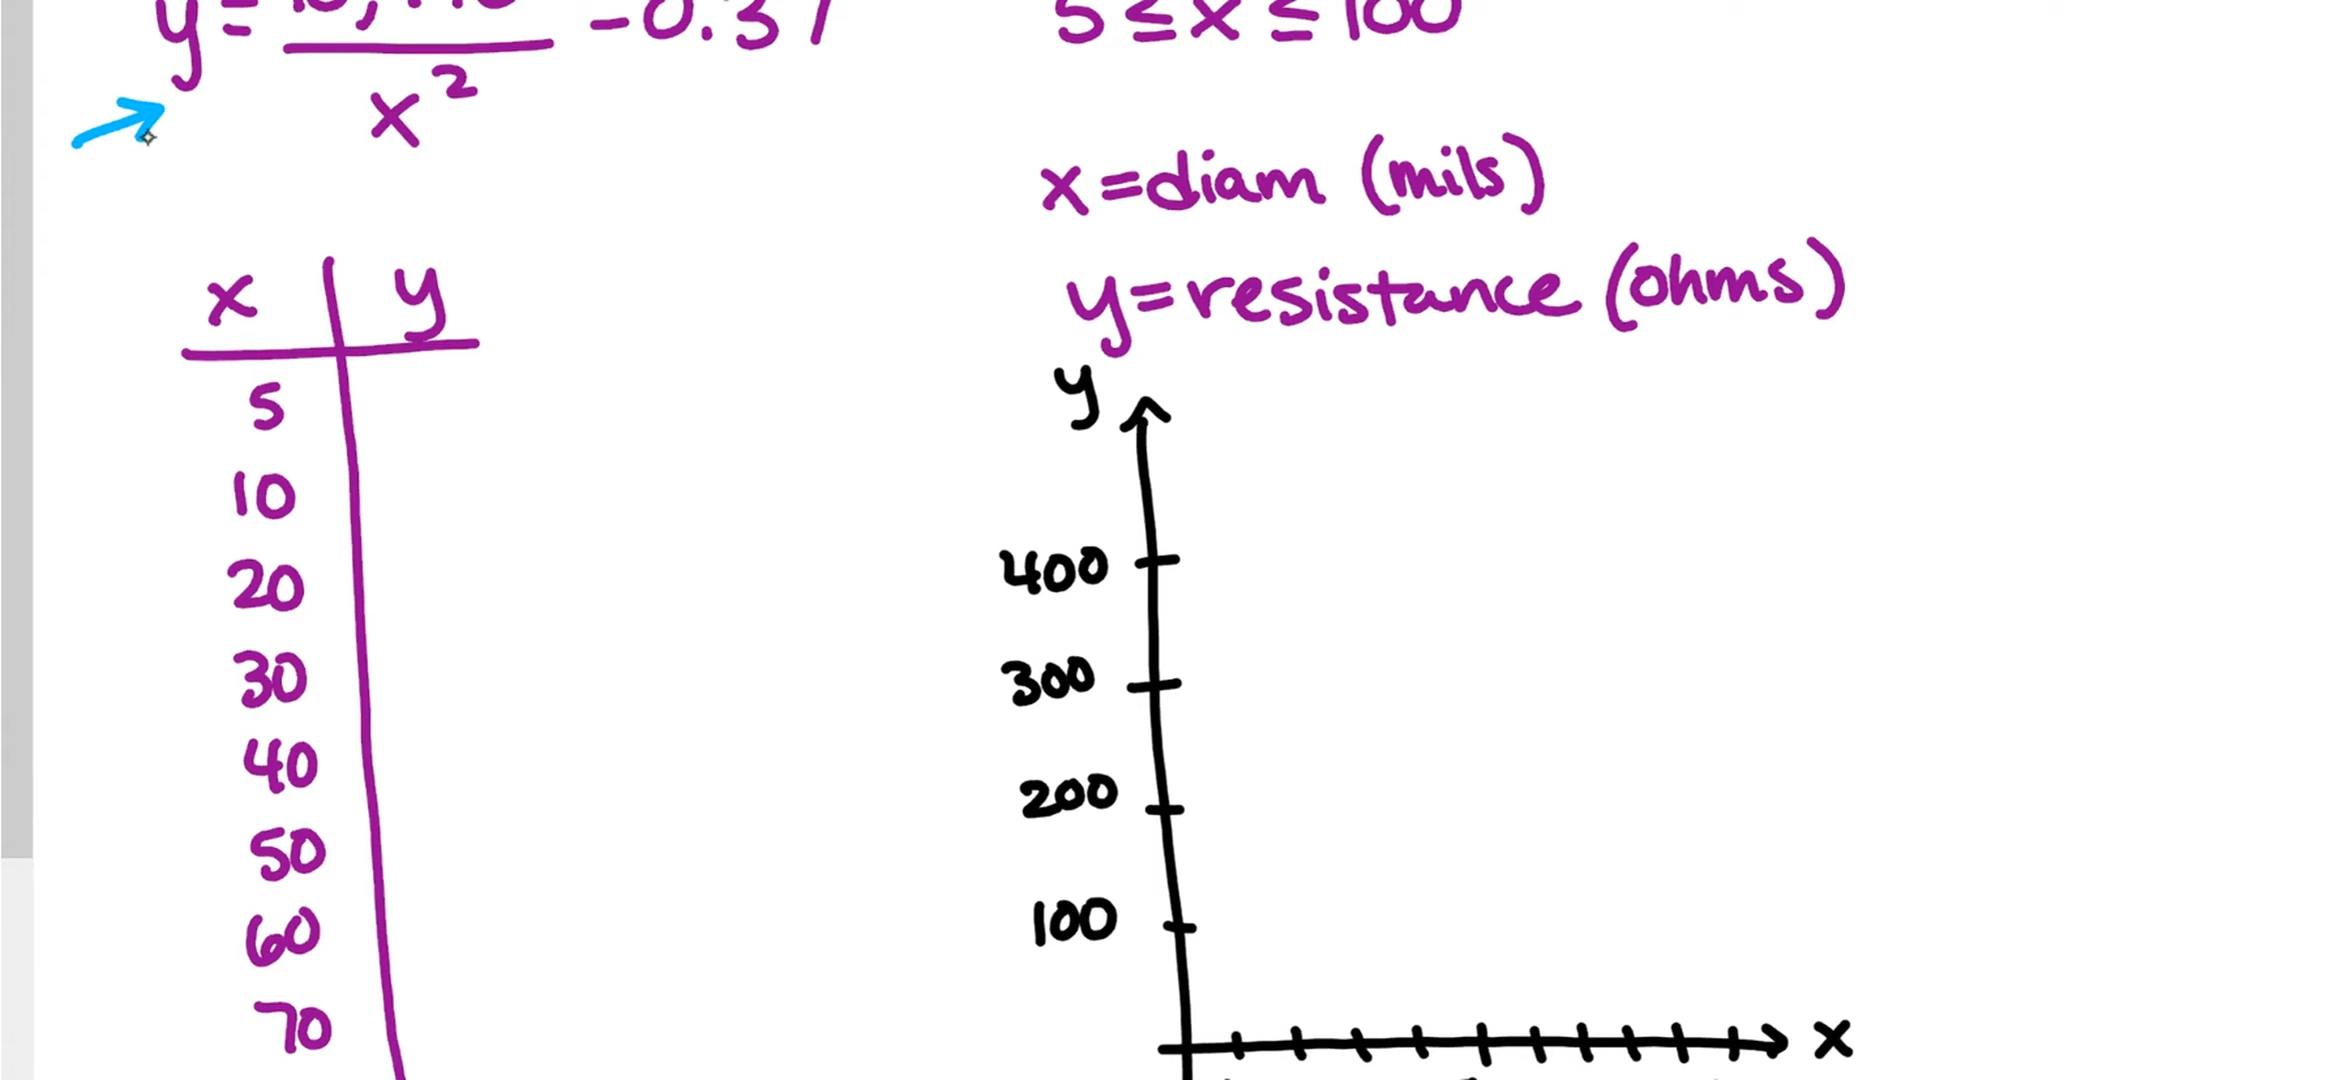 y = - 0.37
x²
5 ≤ x ≤ 100
x = diam (mils)
y = resistance (ohms)
x y
5
10
20
30
40
50
60
70
y
400
300
200
100
x